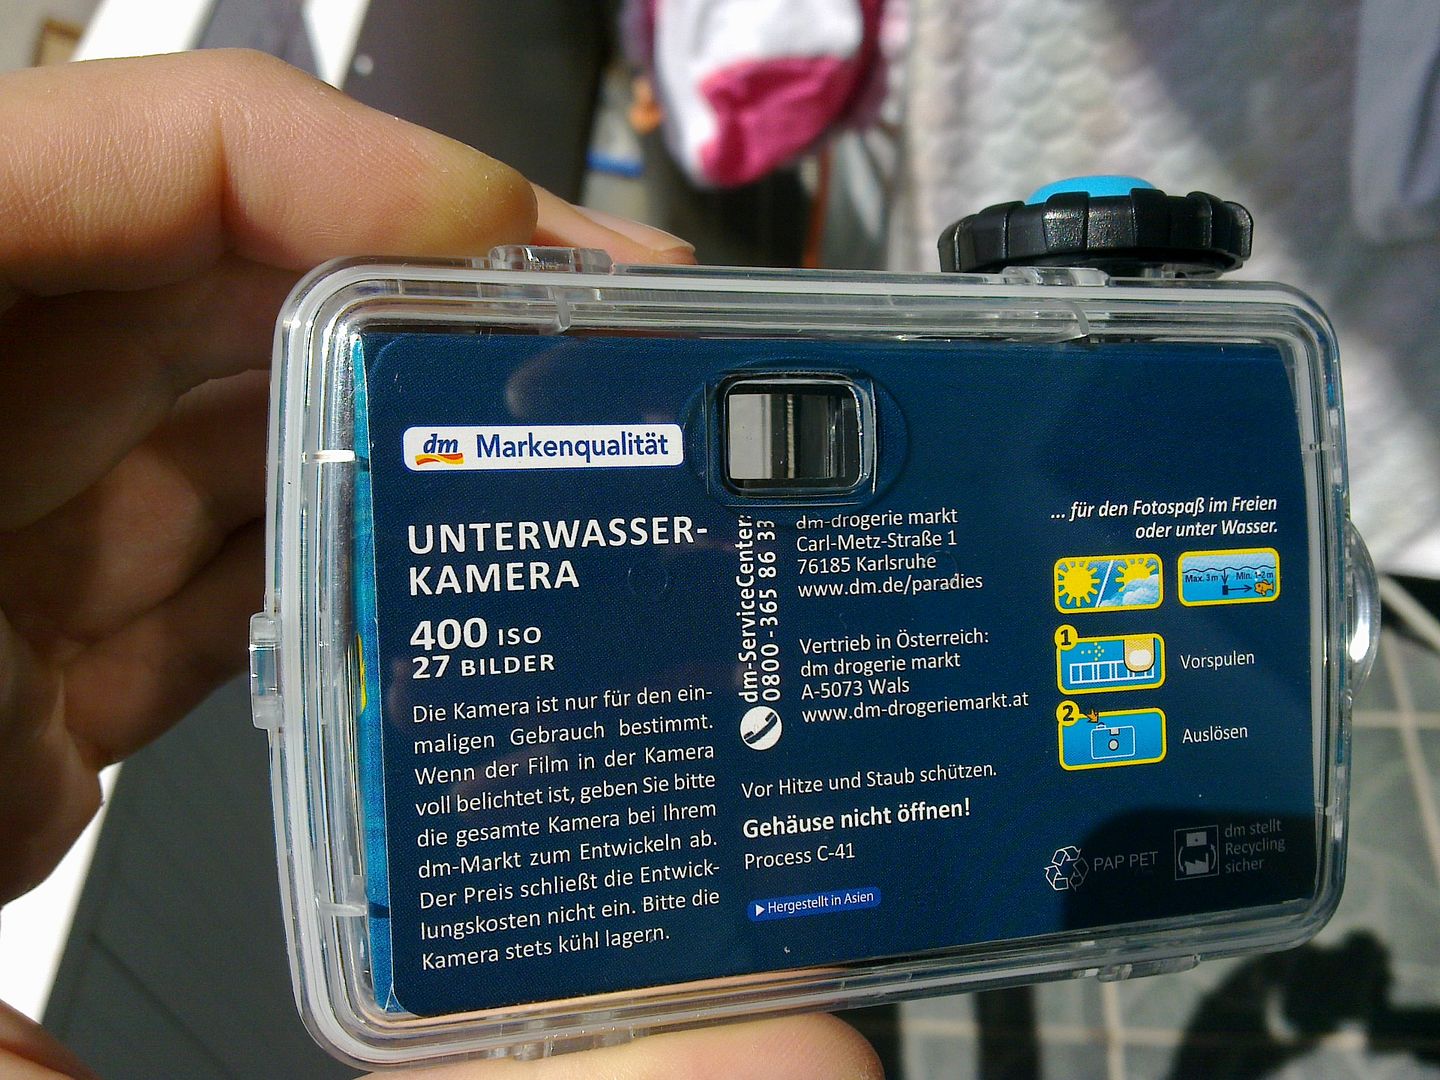 dm Markenqualität
UNTERWASSER-
KAMERA
400 ISO
27 BILDER
Die Kamera ist nur für den ein-
maligen Gebrauch bestimmt.
Wenn der Film in der Kamera
voll belichtet ist, geben Sie bitte
die gesamte Kamera bei Ihrem
dm-Markt zum Entwickeln ab.
Der Preis schließt die Entwick-
lungskosten nicht ein. Bitte die
Kamera stets kühl lagern.
dm-ServiceCenter:
0800 - 365 86 33
dm-drogerie markt
Carl-Metz-Straße 1
76185 Karlsruhe
www.dm.de/paradies
Vertrieb in Österreich:
dm drogerie markt
A-5073 Wals
www.dm-drogeriemarkt.at
Vor Hitze und Staub schützen.
Gehäuse nicht öffnen!
Process C-41
Hergestellt in Asien
... für den Fotospaß im Freien
oder unter Wasser.
Max. 3 m Min. 1-2 m
1
Vorspulen
2
Auslösen
PAP PET
dm stellt
Recycling
sicher